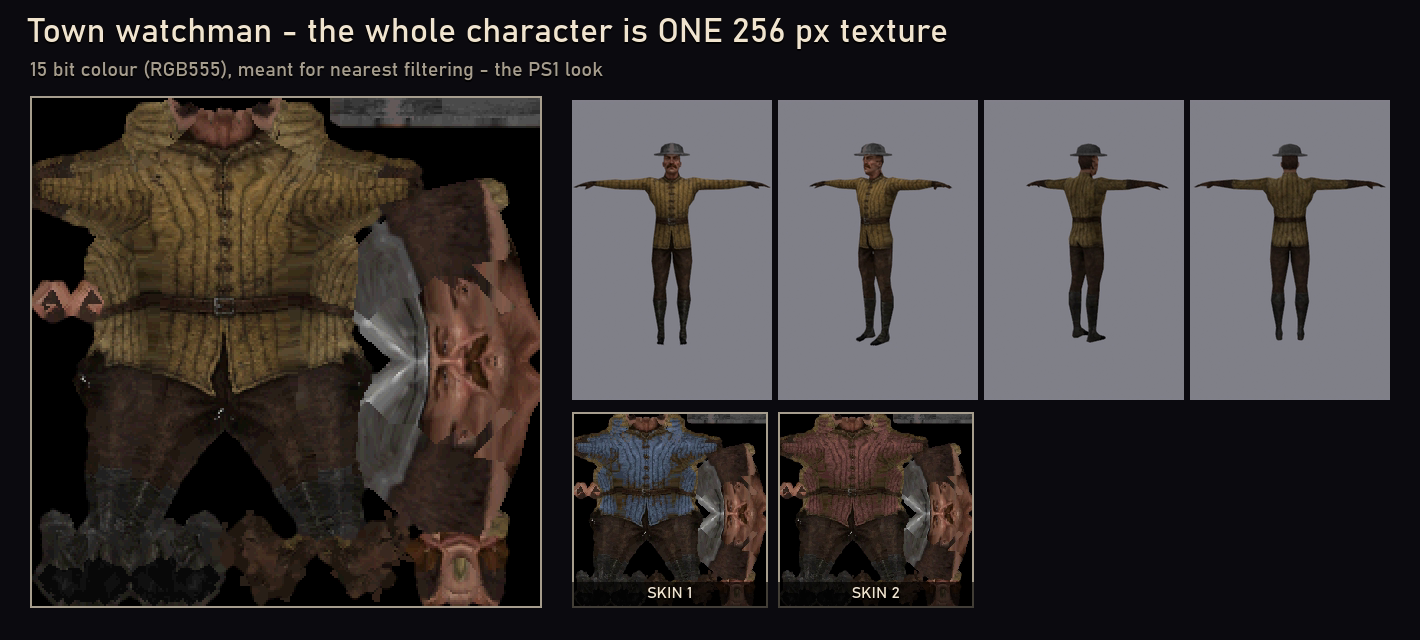 Town watchman - the whole character is ONE 256 px texture
15 bit colour (RGB555), meant for nearest filtering - the PS1 look
SKIN 1
SKIN 2